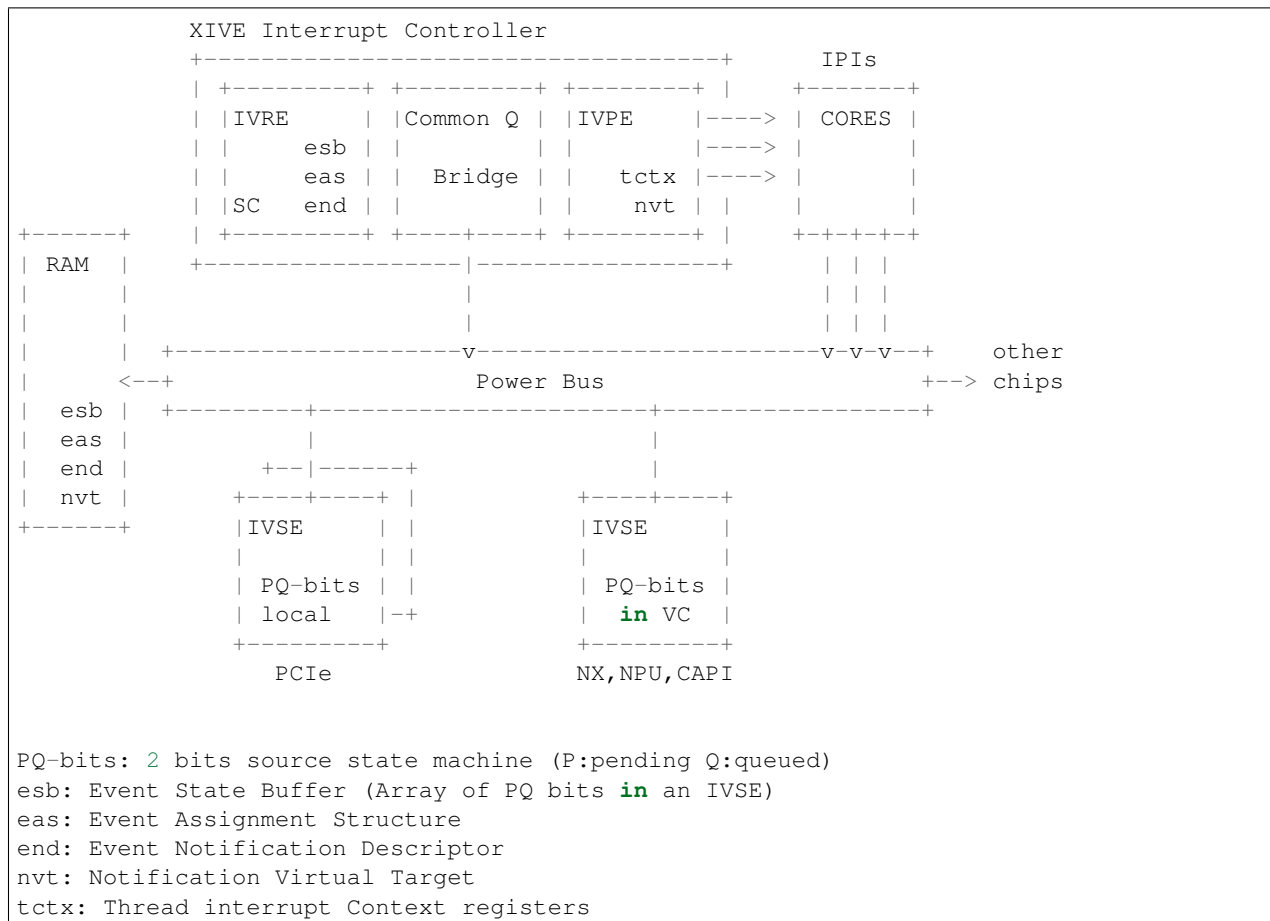 XIVE Interrupt Controller
+------------------------------------+      IPIs
| +---------+ +---------+ +--------+ |    +-------+
| |IVRE     | |Common Q | |IVPE    |----> | CORES |
| |     esb | |         | |        |----> |       |
| |     eas | |  Bridge | |   tctx |----> |       |
| |SC   end | |         | |    nvt | |    |       |
+------+    | +---------+ +----+----+ +--------+ |    +-+-+-+-+
| RAM  |    +------------------|-----------------+      | | |
|      |                       |                        | | |
|      |                       |                        | | |
|      |  +--------------------v------------------------v-v-v--+    other
|      <--+                     Power Bus                      +--> chips
|  esb |  +---------+-----------------------+------------------+
|  eas |            |                       |
|  end |         +--|------+                |
|  nvt |       +----+----+ |           +----+----+
+------+       |IVSE     | |           |IVSE     |
|         | |           |         |
| PQ-bits | |           | PQ-bits |
| local   |-+           |  in VC  |
+---------+             +---------+
PCIe                 NX,NPU,CAPI
PQ-bits: 2 bits source state machine (P:pending Q:queued)
esb: Event State Buffer (Array of PQ bits in an IVSE)
eas: Event Assignment Structure
end: Event Notification Descriptor
nvt: Notification Virtual Target
tctx: Thread interrupt Context registers